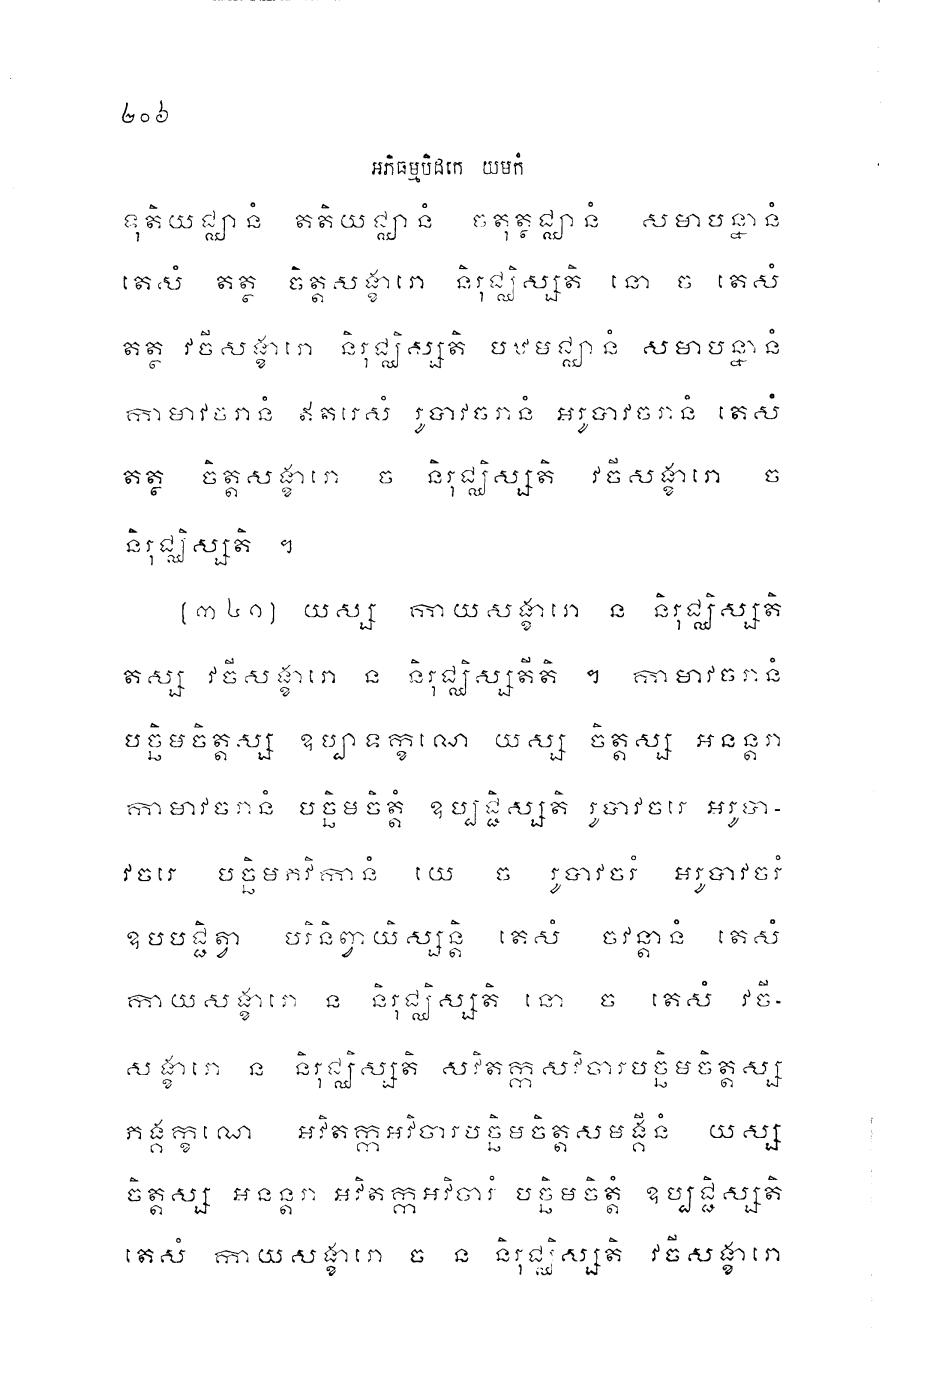 ២០៦
អភិធម្មបិដកេ យមកំ
ទុតិយជ្ឈានំ តតិយជ្ឈានំ ចតុត្ថជ្ឈានំ សមាបន្នានំ
តេសំ តត្ថ ចិត្តសង្ខារោ និរុជ្ឈិស្សតិ នោ ច តេសំ
តត្ថ វចីសង្ខារោ និរុជ្ឈិស្សតិ បឋមជ្ឈានំ សមាបន្នានំ
កាមាវចរានំ ឥតរេសំ រូបាវចរានំ អរូបាវចរានំ តេសំ
តត្ថ ចិត្តសង្ខារោ ច និរុជ្ឈិស្សតិ វចីសង្ខារោ ច
និរុជ្ឈិស្សតិ ។
[៣៤១] យស្ស កាយសង្ខារោ ន និរុជ្ឈិស្សតិ
តស្ស វចីសង្ខារោ ន និរុជ្ឈិស្សតីតិ ។ កាមាវចរានំ
បច្ឆិមចិត្តស្ស ឧប្បាទក្ខណេ យស្ស ចិត្តស្ស អនន្តរា
កាមាវចរានំ បច្ឆិមចិត្តំ ឧប្បជ្ជិស្សតិ រូបាវចរេ អរូបា-
វចរេ បច្ឆិមភវិកានំ យេ ច រូបាវចរំ អរូបាវចរំ
ឧបបជ្ជិត្វា បរិនិព្វាយិស្សន្តិ តេសំ ចវន្តានំ តេសំ
កាយសង្ខារោ ន និរុជ្ឈិស្សតិ នោ ច តេសំ វចី-
សង្ខារោ ន និរុជ្ឈិស្សតិ សវិតក្កសវិចារបច្ឆិមចិត្តស្ស
ភង្គក្ខណេ អវិតក្កអវិចារបច្ឆិមចិត្តសមង្គីនំ យស្ស
ចិត្តស្ស អនន្តរា អវិតក្កអវិចារំ បច្ឆិមចិត្តំ ឧប្បជ្ជិស្សតិ
តេសំ កាយសង្ខារោ ច ន និរុជ្ឈិស្សតិ វចីសង្ខារោ